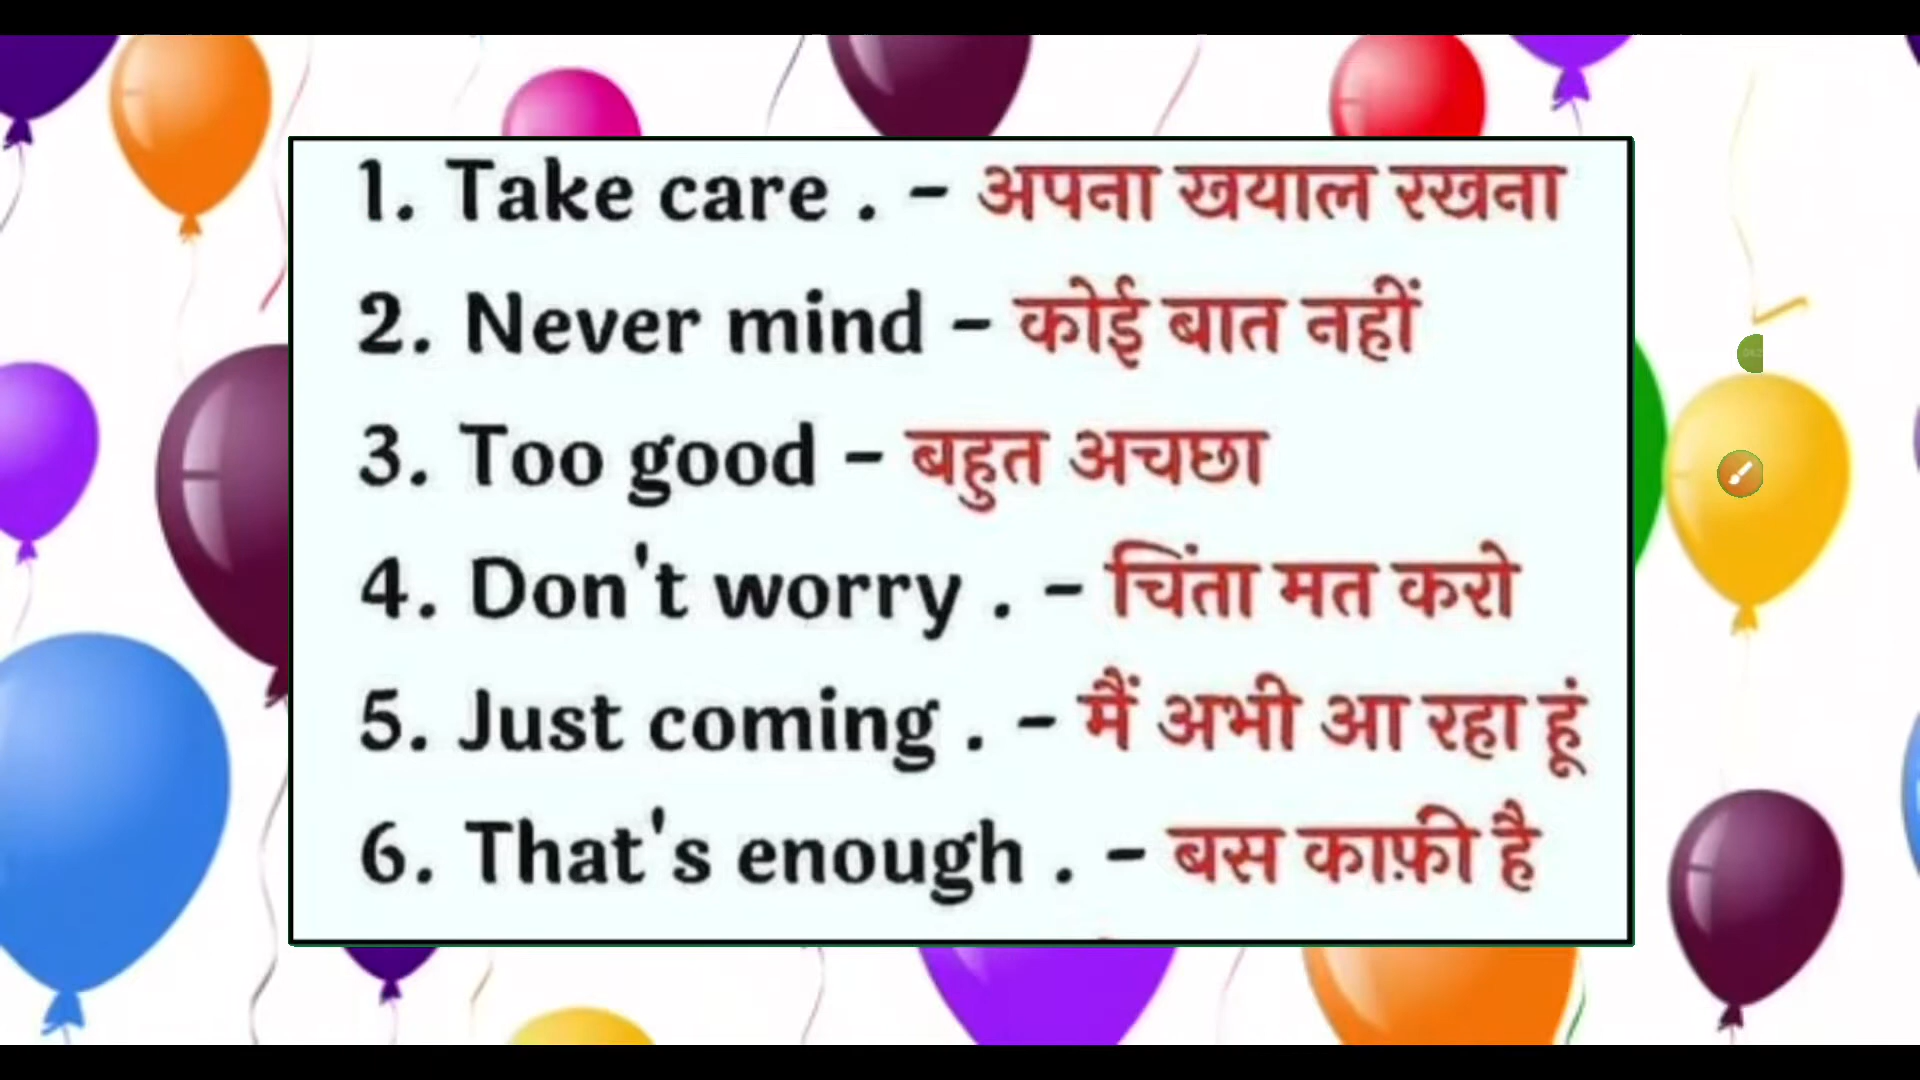 1. Take care . - अपना खयाल रखना
2. Never mind - कोई बात नहीं
3. Too good - बहुत अचछा
4. Don't worry . - चिंता मत करो
5. Just coming . - मैं अभी आ रहा हूं
6. That's enough . - बस काफ़ी है